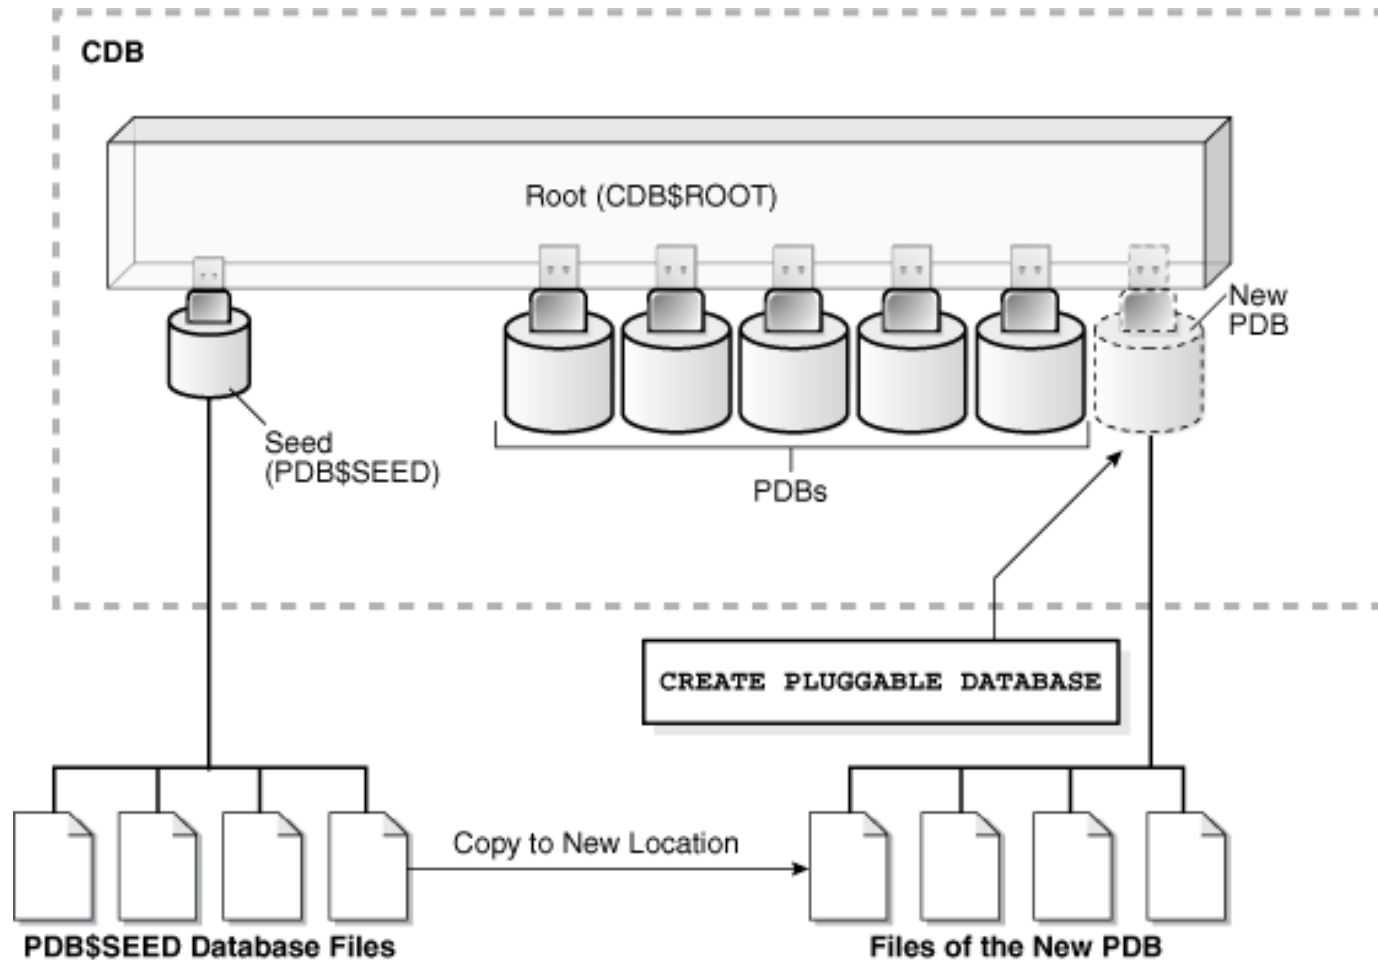 CDB
Root (CDB$ROOT)
New
PDB
Seed
(PDB$SEED)
PDBs
CREATE PLUGGABLE DATABASE
Copy to New Location
PDB$SEED Database Files
Files of the New PDB